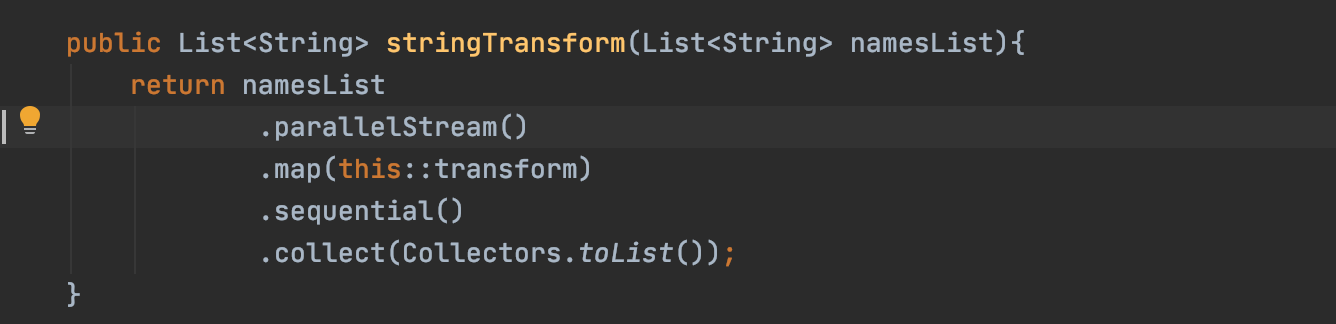 public List<String> stringTransform(List<String> namesList){
return namesList
.parallelStream()
.map(this::transform)
.sequential()
.collect(Collectors.toList());
}